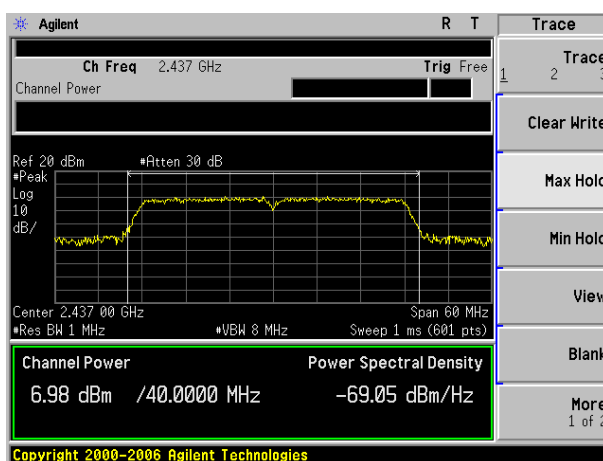 Agilent R T Trace
Ch Freq 2.437 GHz Trig Free
Channel Power
Trace
1 2 3
Clear Write
Max Hold
Min Hold
View
Blank
More
1 of 2
Ref 20 dBm #Atten 30 dB
#Peak
Log
10
dB/
Center 2.437 00 GHz Span 60 MHz
#Res BW 1 MHz #VBW 8 MHz Sweep 1 ms (601 pts)
Channel Power Power Spectral Density
6.98 dBm /40.0000 MHz -69.05 dBm/Hz
Copyright 2000-2006 Agilent Technologies